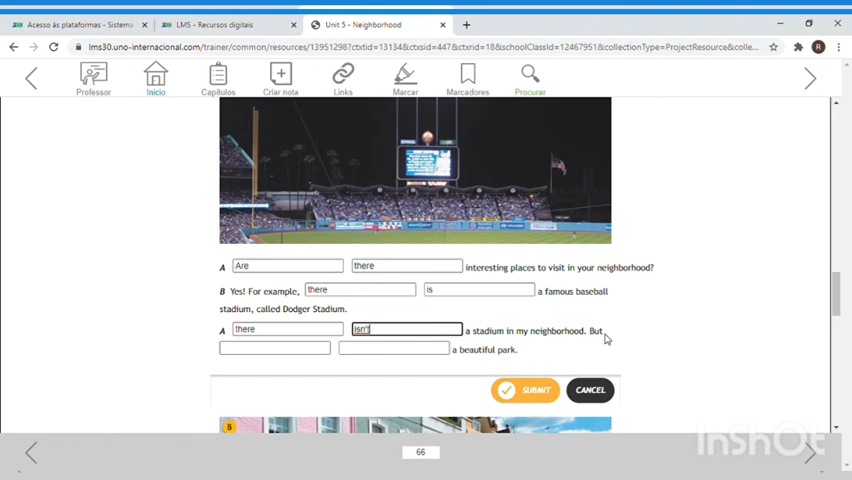 Acesso às plataformas - Sistema
LMS - Recursos digitais
Unit 5 - Neighborhood
lms30.uno-internacional.com/trainer/common/resources/13951298?ctxtid=13134&ctxsid=447&ctxrid=18&schoolClassId=12467951&collectionType=ProjectResource&colle...
R
Professor
Início
Capítulos
Criar nota
Links
Marcar
Marcadores
Procurar
A Are there interesting places to visit in your neighborhood?
B Yes! For example, there is a famous baseball
stadium, called Dodger Stadium.
A there isn't a stadium in my neighborhood. But
a beautiful park.
SUBMIT
CANCEL
B
66
InShOt